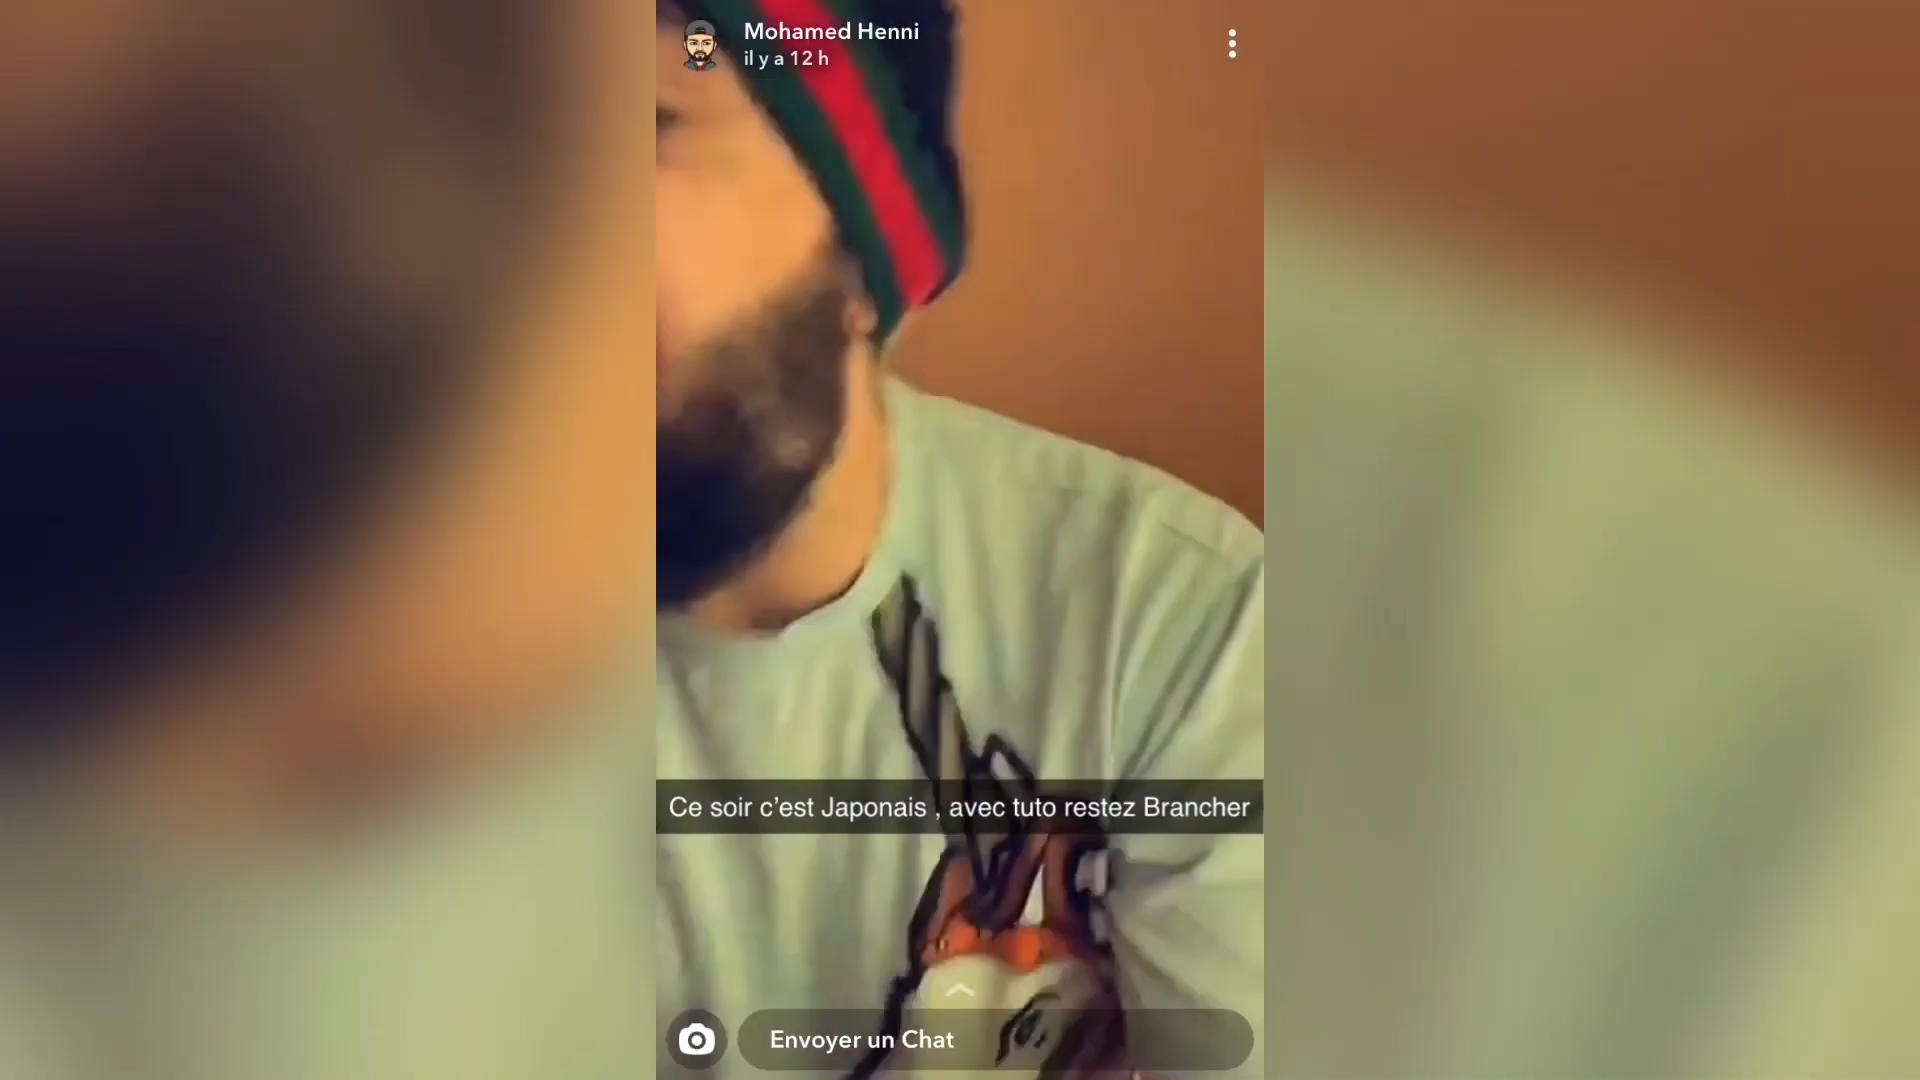 Mohamed Henni
il y a 12 h
Ce soir c’est Japonais , avec tuto restez Brancher
Envoyer un Chat